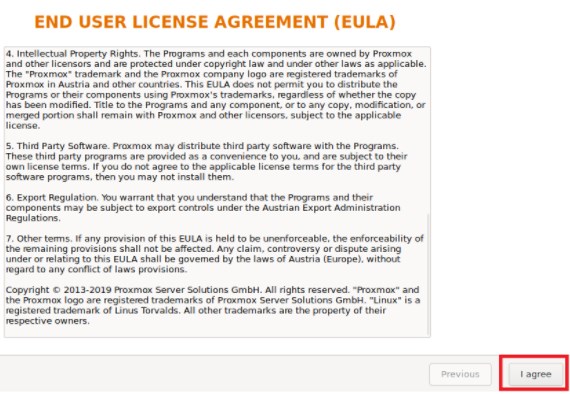 END USER LICENSE AGREEMENT (EULA)
4. Intellectual Property Rights. The Programs and each components are owned by Proxmox
and other licensors and are protected under copyright law and under other laws as applicable.
The "Proxmox" trademark and the Proxmox company logo are registered trademarks of
Proxmox in Austria and other countries. This EULA does not permit you to distribute the
Programs or their components using Proxmox's trademarks, regardless of whether the copy
has been modified. Title to the Programs and any component, or to any copy, modification, or
merged portion shall remain with Proxmox and other licensors, subject to the applicable
license.
5. Third Party Software. Proxmox may distribute third party software with the Programs.
These third party programs are provided as a convenience to you, and are subject to their
own license terms. If you do not agree to the applicable license terms for the third party
software programs, then you may not install them.
6. Export Regulation. You warrant that you understand that the Programs and their
components may be subject to export controls under the Austrian Export Administration
Regulations.
7. Other terms. If any provision of this EULA is held to be unenforceable, the enforceability of
the remaining provisions shall not be affected. Any claim, controversy or dispute arising
under or relating to this EULA shall be governed by the laws of Austria (Europe), without
regard to any conflict of laws provisions.
Copyright © 2013-2019 Proxmox Server Solutions GmbH. All rights reserved. "Proxmox" and
the Proxmox logo are registered trademarks of Proxmox Server Solutions GmbH. "Linux" is a
registered trademark of Linus Torvalds. All other trademarks are the property of their
respective owners.
Previous
I agree